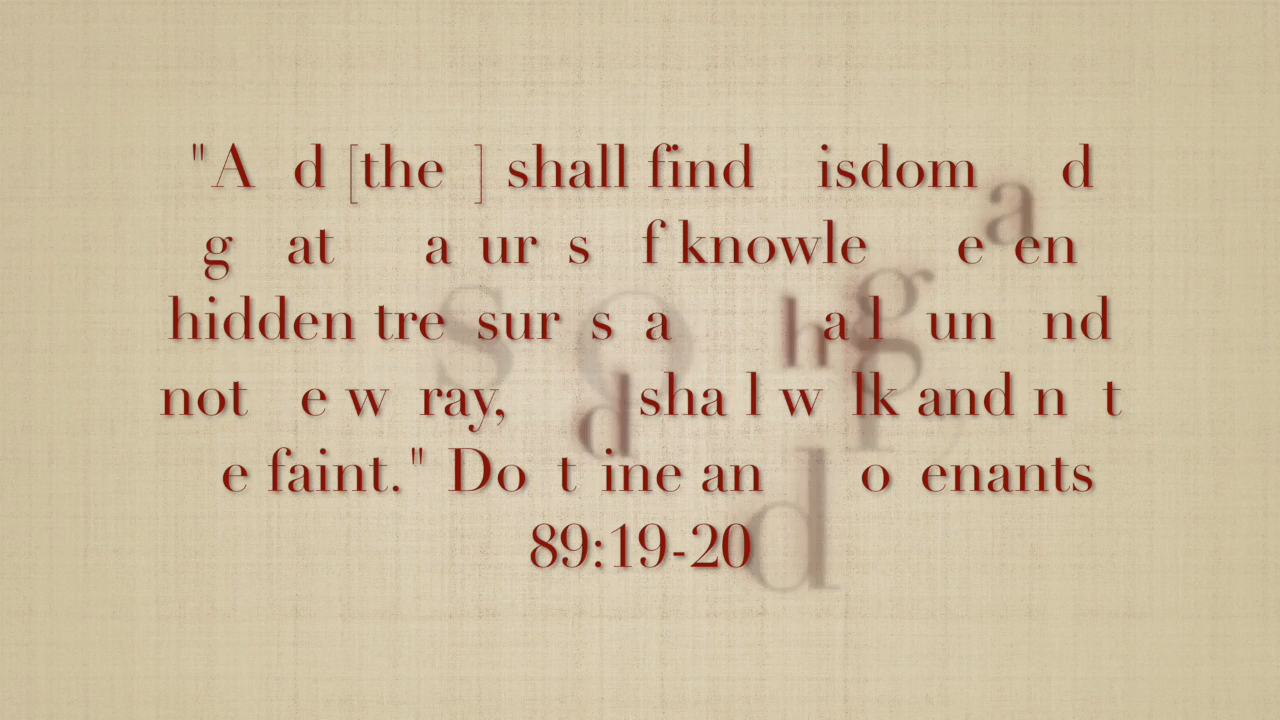 "A d [the ] shall find isdom d
g at a ur s f knowle e en
hidden tre sur s a a l un nd
not e w ray, sha l w lk and n t
e faint." Do t ine an o enants
89:19-20